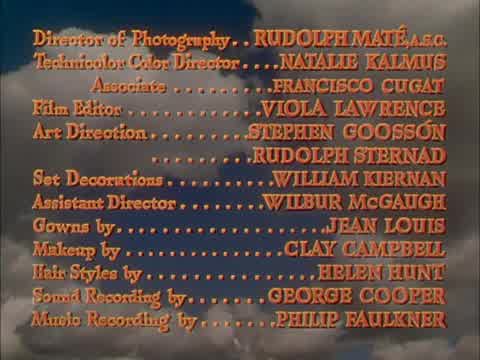 Director of Photography . . RUDOLPH MATÉ, A.S.C.
Technicolor Color Director . . . . NATALIE KALMUS
Associate . . . . . . . . . FRANCISCO CUGAT
Film Editor . . . . . . . . . . . . VIOLA LAWRENCE
Art Direction . . . . . . . . . STEPHEN GOOSSÓN
. . . . . . . . . RUDOLPH STERNAD
Set Decorations . . . . . . . . . WILLIAM KIERNAN
Assistant Director . . . . . . . WILBUR McGAUGH
Gowns by . . . . . . . . . . . . . . . . . . JEAN LOUIS
Makeup by . . . . . . . . . . . . . . CLAY CAMPBELL
Hair Styles by . . . . . . . . . . . . . . HELEN HUNT
Sound Recording by . . . . . . GEORGE COOPER
Music Recording by . . . . . . PHILIP FAULKNER